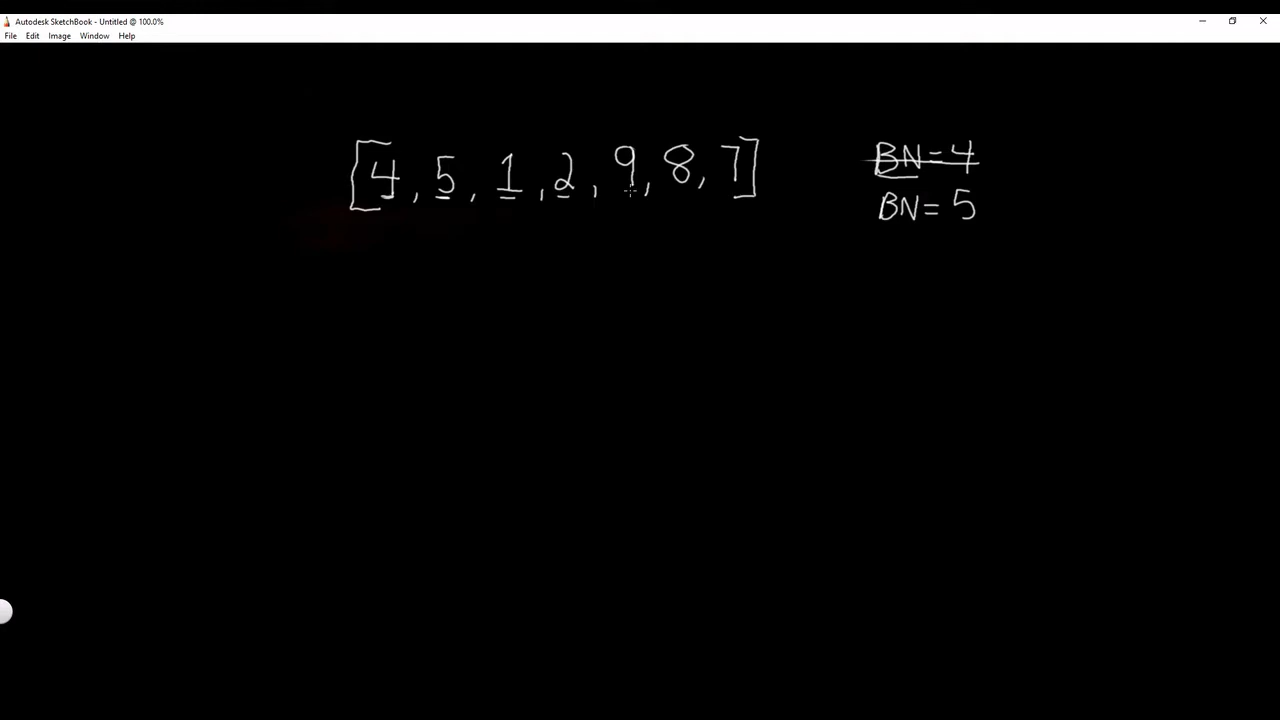 Autodesk SketchBook - Untitled @ 100.0%
File Edit Image Window Help
[4, 5, 1, 2, 9, 8, 7]
BN=4
BN=5